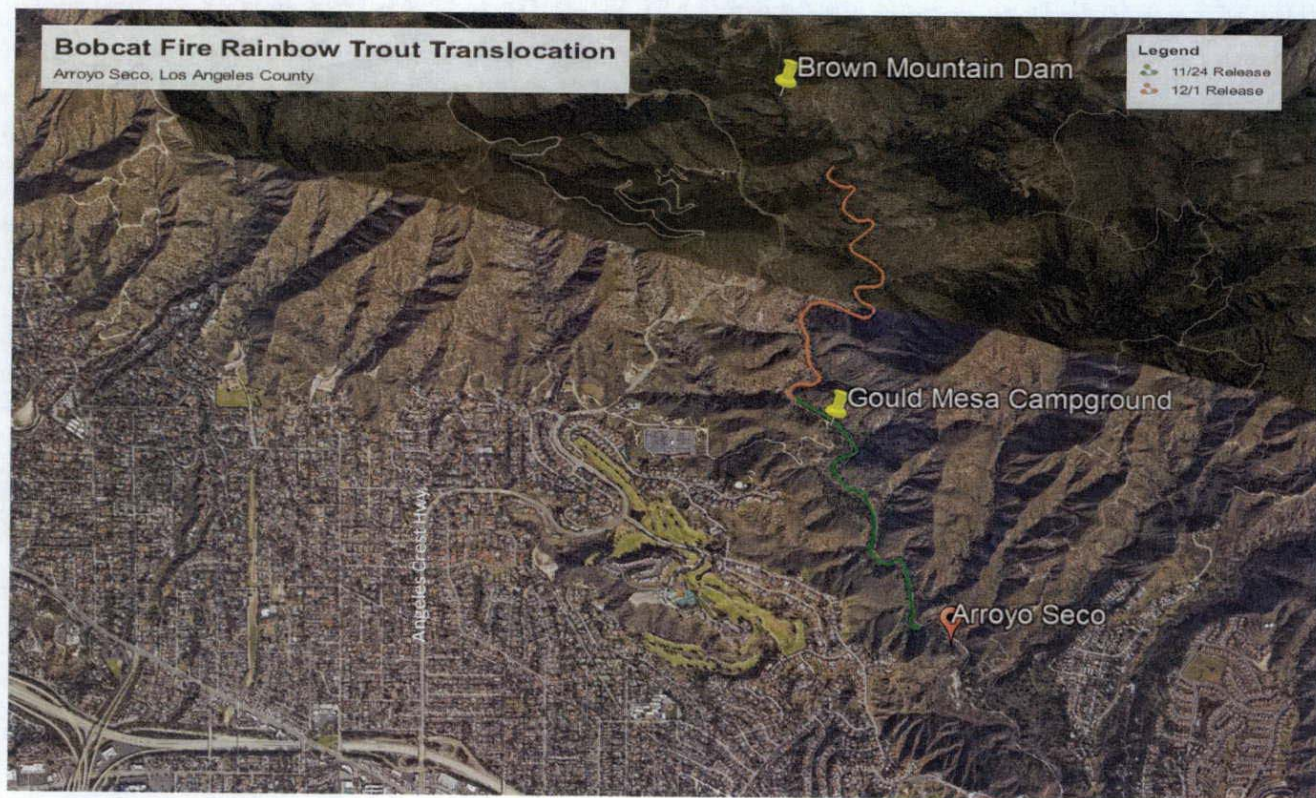 Bobcat Fire Rainbow Trout Translocation
Arroyo Seco, Los Angeles County
Brown Mountain Dam
Legend
11/24 Release
12/1 Release
Gould Mesa Campground
Angeles Crest Hwy
Arroyo Seco